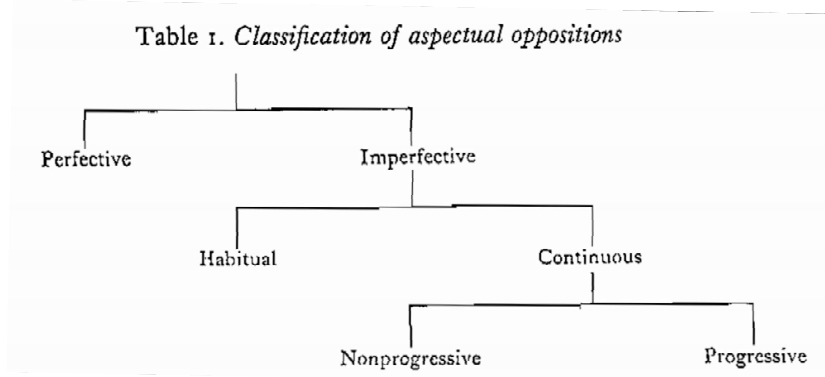 Table 1. Classification of aspectual oppositions
Perfective Imperfective
Habitual Continuous
Nonprogressive Progressive